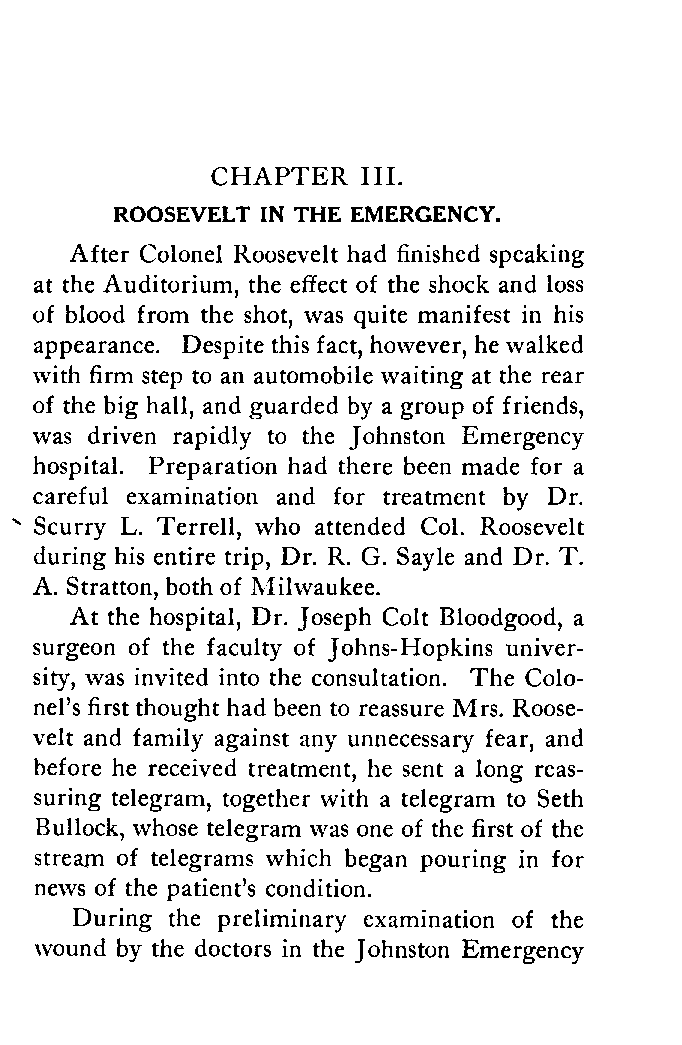 CHAPTER III.
ROOSEVELT IN THE EMERGENCY.
After Colonel Roosevelt had finished speaking
at the Auditorium, the effect of the shock and loss
of blood from the shot, was quite manifest in his
appearance. Despite this fact, however, he walked
with firm step to an automobile waiting at the rear
of the big hall, and guarded by a group of friends,
was driven rapidly to the Johnston Emergency
hospital. Preparation had there been made for a
careful examination and for treatment by Dr.
Scurry L. Terrell, who attended Col. Roosevelt
during his entire trip, Dr. R. G. Sayle and Dr. T.
A. Stratton, both of Milwaukee.
At the hospital, Dr. Joseph Colt Bloodgood, a
surgeon of the faculty of Johns-Hopkins univer-
sity, was invited into the consultation. The Colo-
nel's first thought had been to reassure Mrs. Roose-
velt and family against any unnecessary fear, and
before he received treatment, he sent a long reas-
suring telegram, together with a telegram to Seth
Bullock, whose telegram was one of the first of the
stream of telegrams which began pouring in for
news of the patient's condition.
During the preliminary examination of the
wound by the doctors in the Johnston Emergency